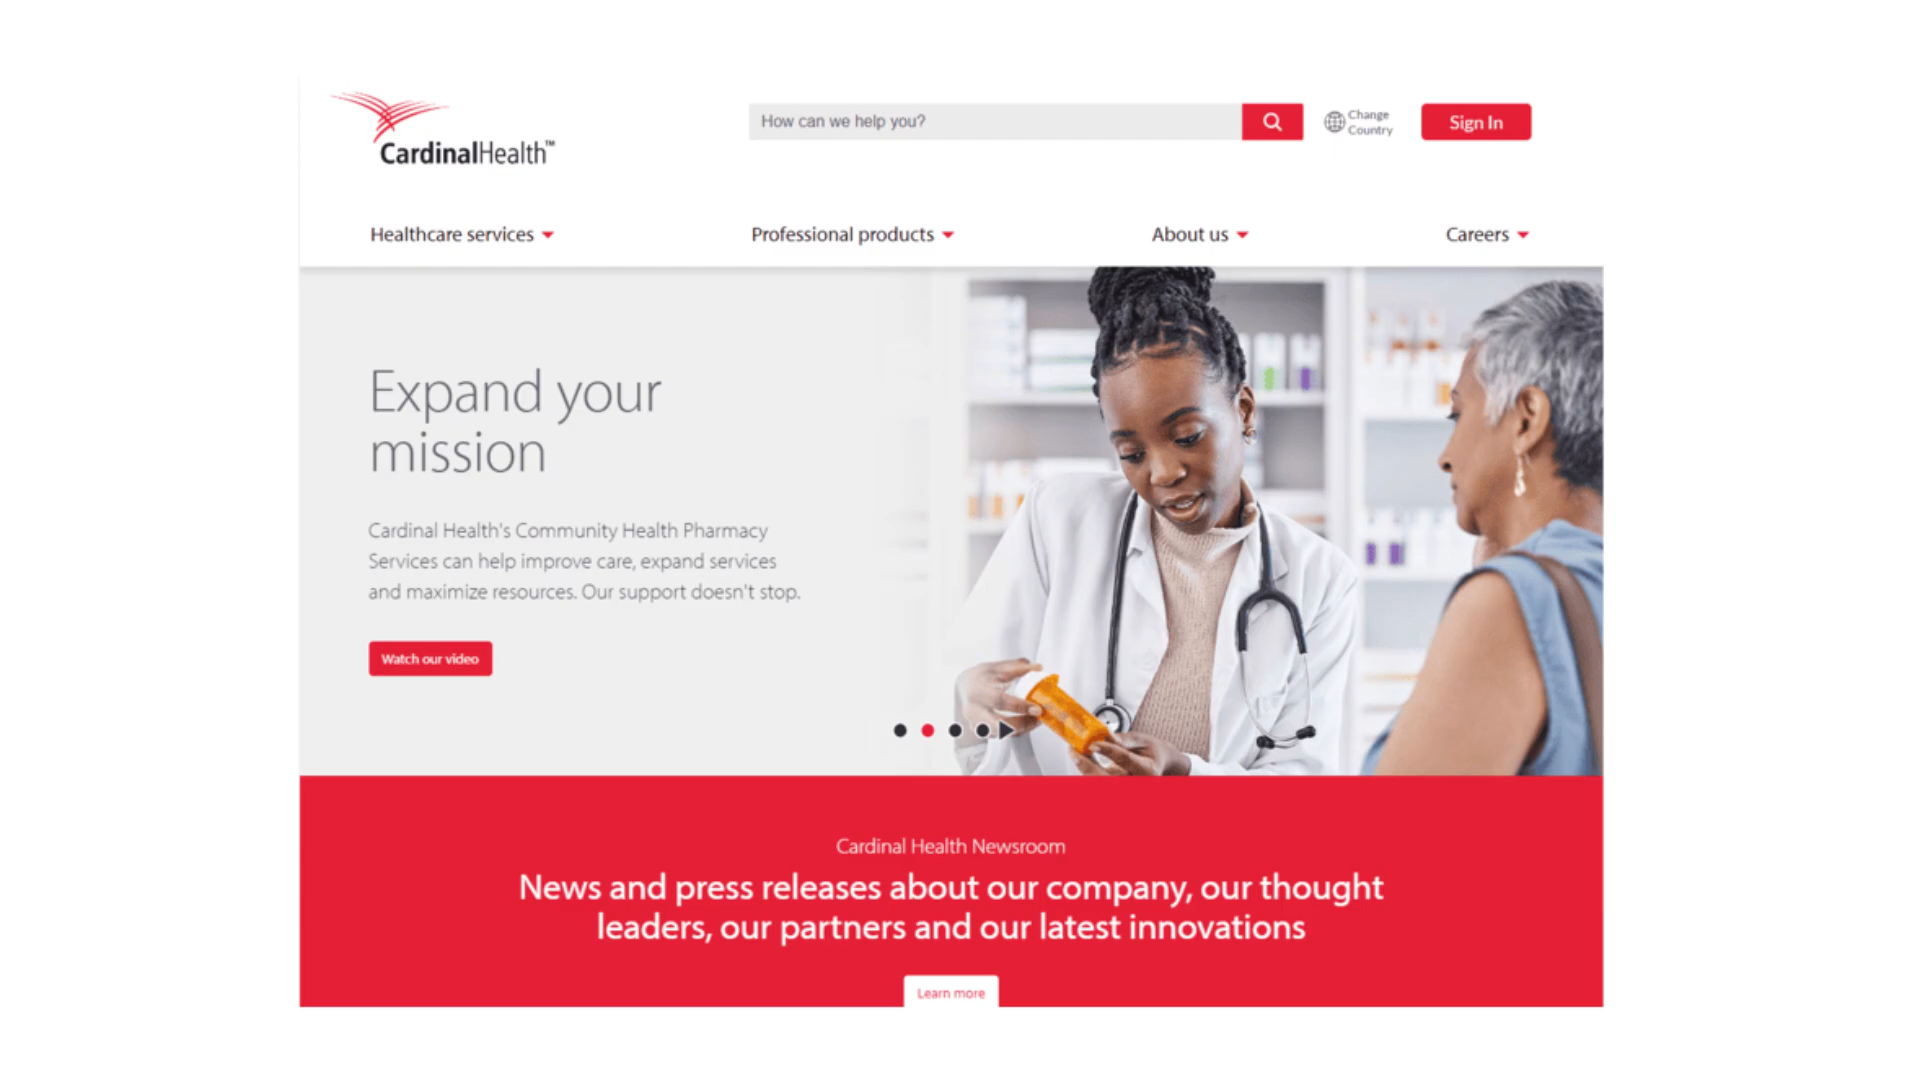 CardinalHealth™
How can we help you?
Change
Country
Sign In
Healthcare services
Professional products
About us
Careers
Expand your
mission
Cardinal Health's Community Health Pharmacy
Services can help improve care, expand services
and maximize resources. Our support doesn't stop.
Watch our video
Cardinal Health Newsroom
News and press releases about our company, our thought
leaders, our partners and our latest innovations
Learn more